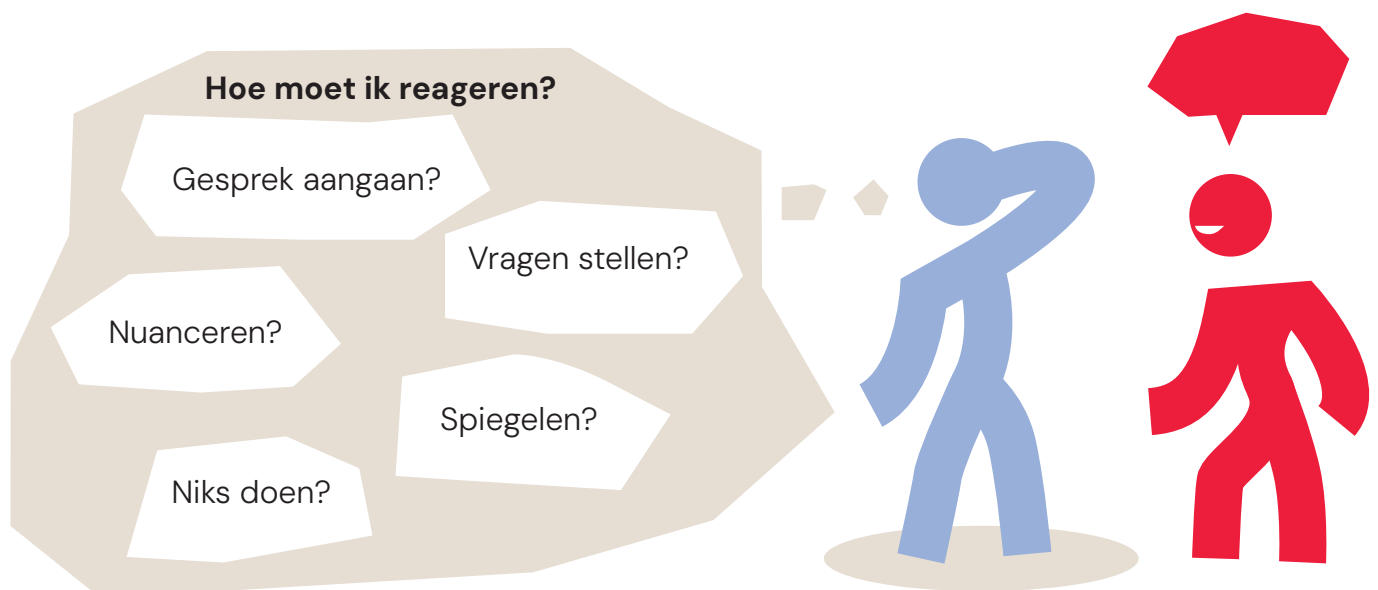 Hoe moet ik reageren?
Gesprek aangaan?
Vragen stellen?
Nuanceren?
Spiegelen?
Niks doen?